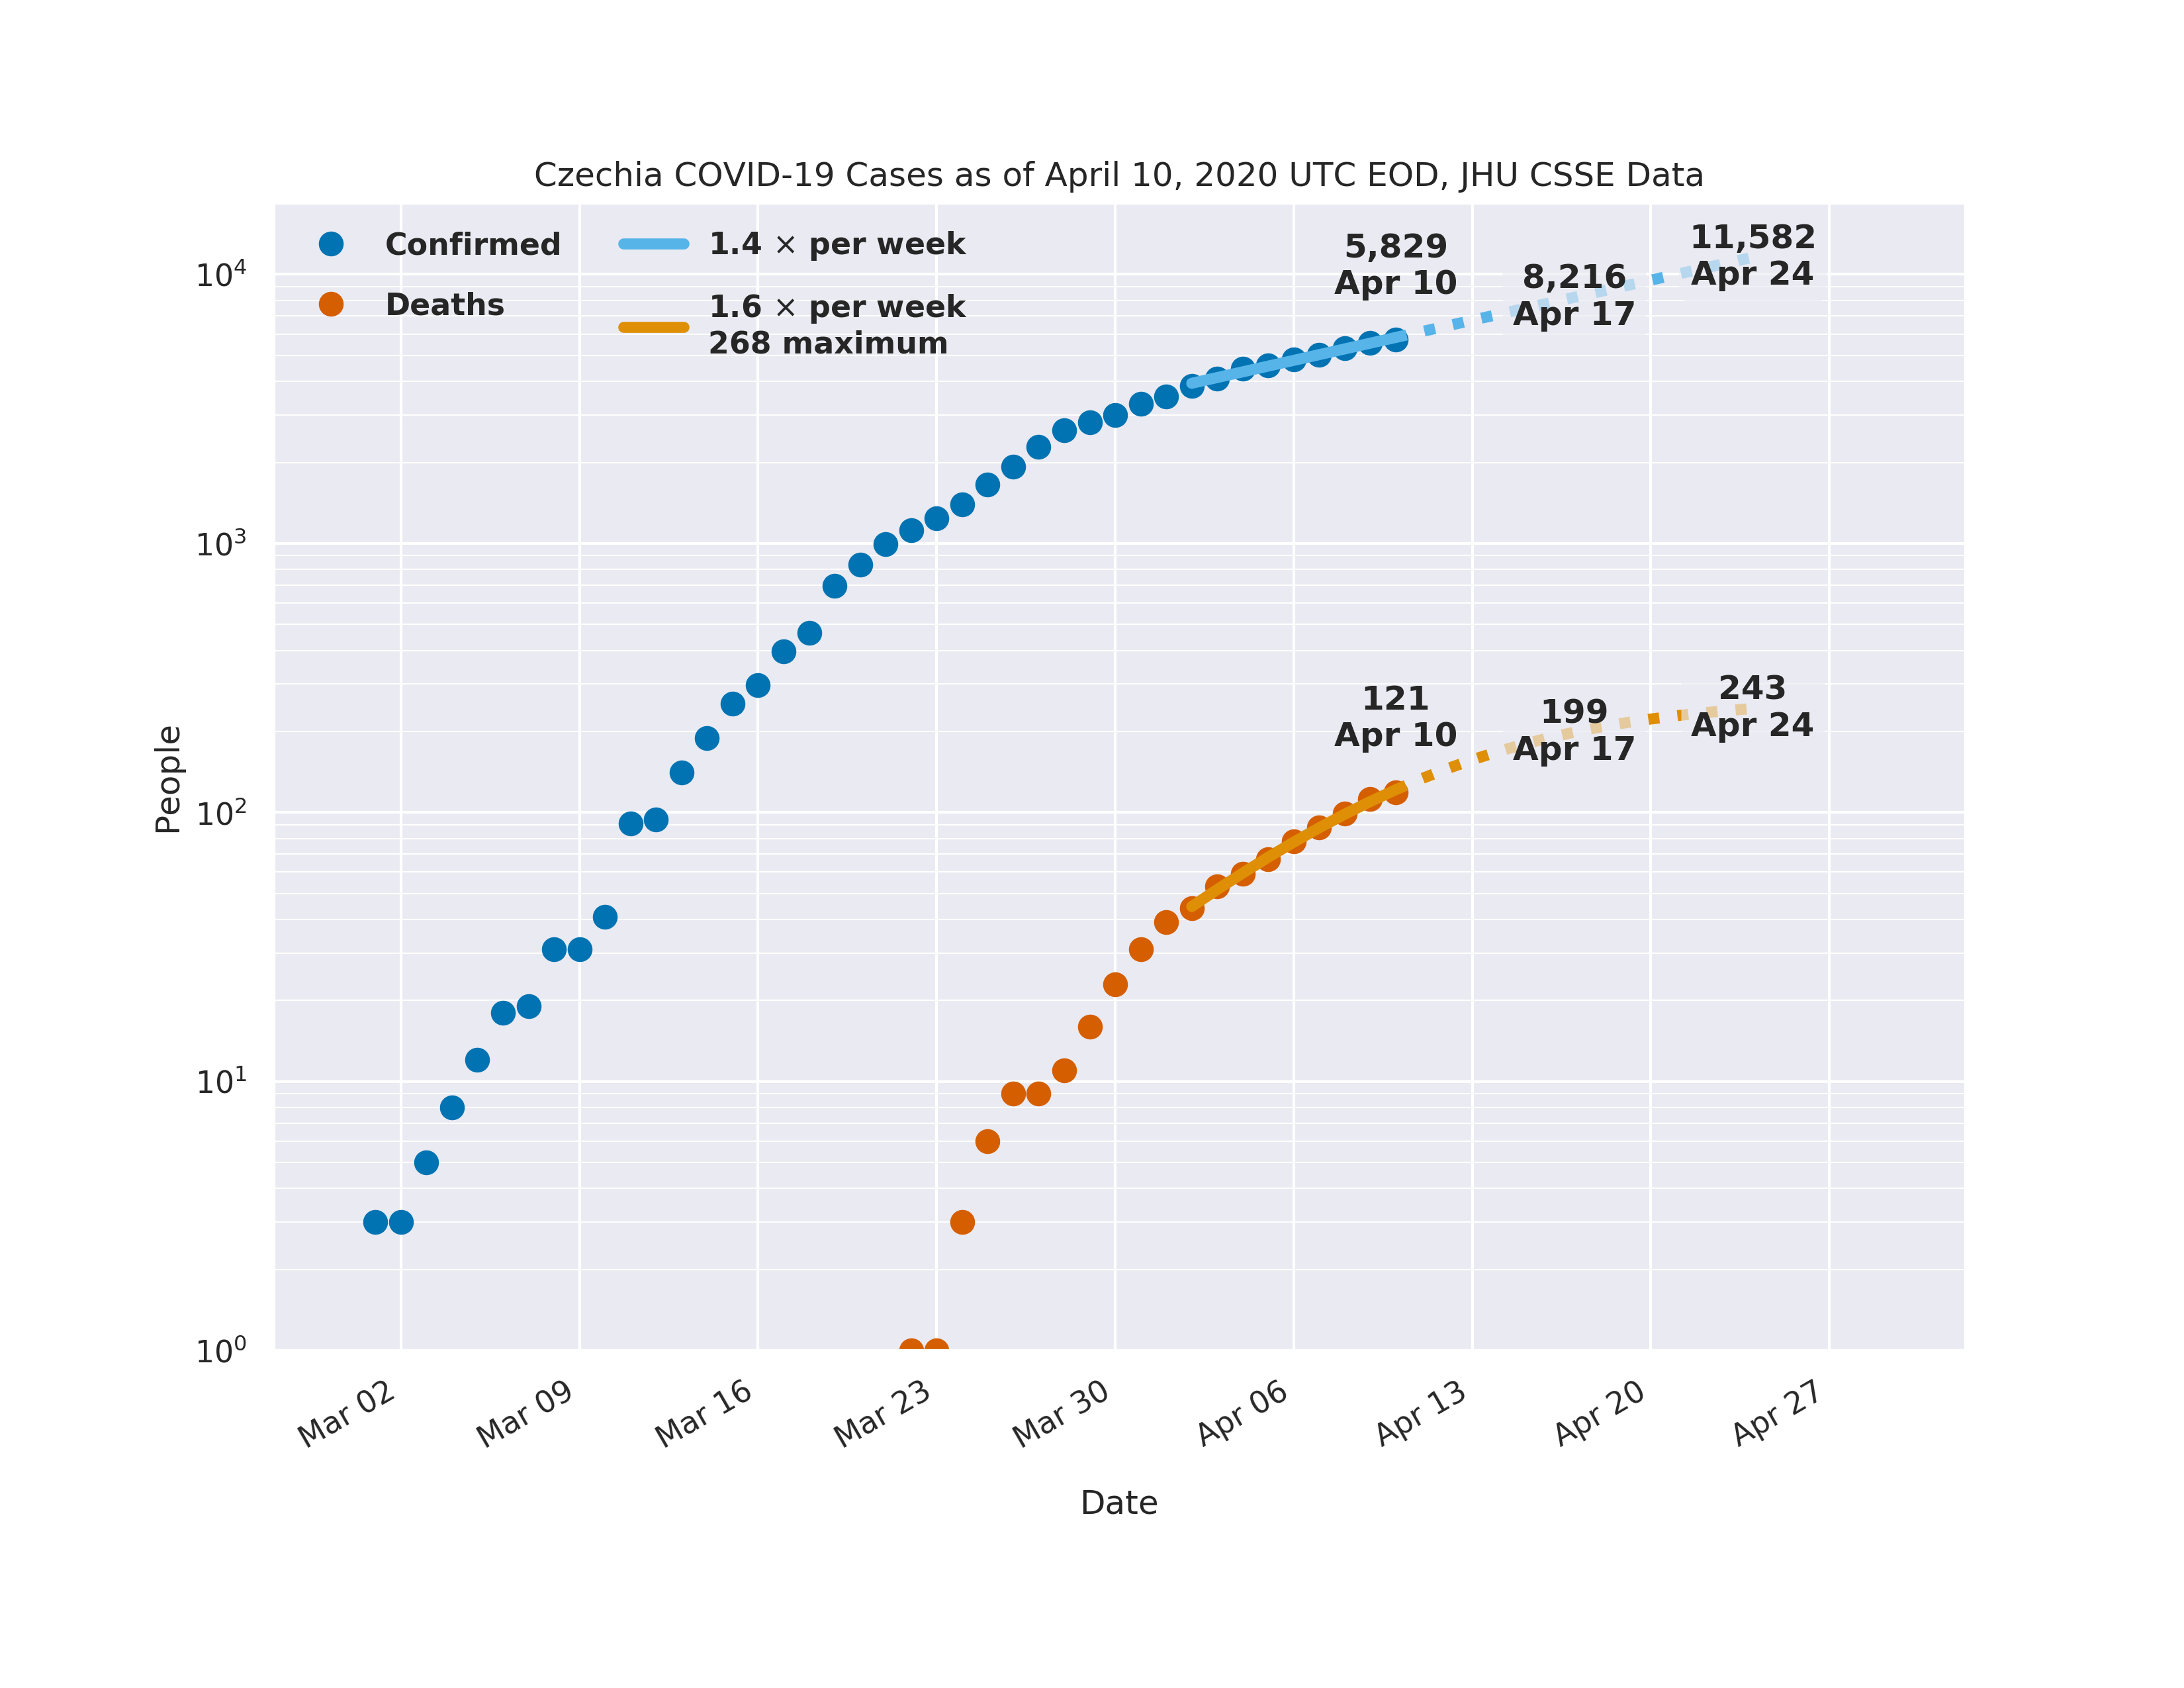 Czechia COVID-19 Cases as of April 10, 2020 UTC EOD, JHU CSSE Data
Confirmed
Deaths
1.4 × per week
1.6 × per week
268 maximum
5,829
Apr 10
8,216
Apr 17
11,582
Apr 24
121
Apr 10
199
Apr 17
243
Apr 24
People
10⁴
10³
10²
10¹
10⁰
Mar 02
Mar 09
Mar 16
Mar 23
Mar 30
Apr 06
Apr 13
Apr 20
Apr 27
Date